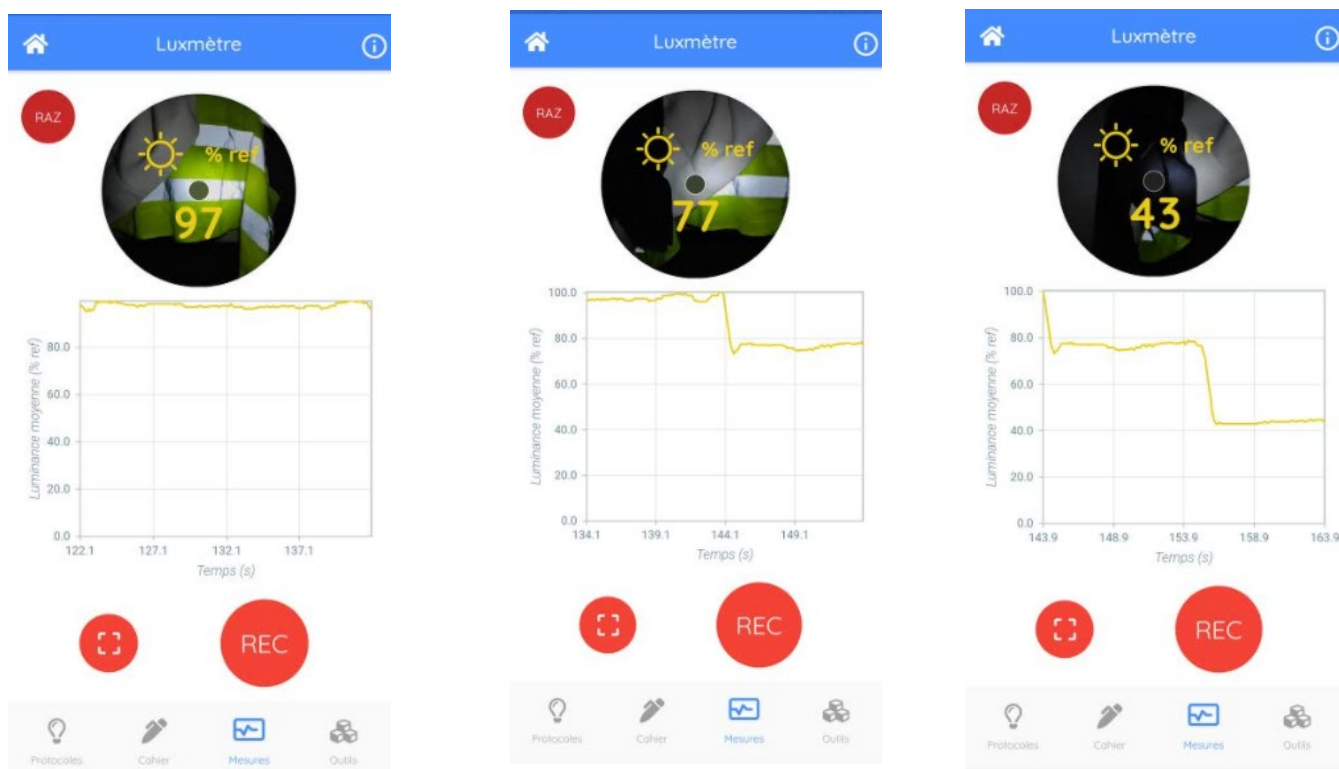 Luxmètre
RAZ
% ref
97
Luminance moyenne (% ref)
80.0
60.0
40.0
20.0
0.0
122.1 127.1 132.1 137.1
Temps (s)
REC
Protocoles Cahier Mesures Outils
Luxmètre
RAZ
% ref
77
Luminance moyenne (% ref)
100.0
80.0
60.0
40.0
20.0
0.0
134.1 139.1 144.1 149.1
Temps (s)
REC
Protocoles Cahier Mesures Outils
Luxmètre
RAZ
% ref
43
Luminance moyenne (% ref)
100.0
80.0
60.0
40.0
20.0
0.0
143.9 148.9 153.9 158.9 163.9
Temps (s)
REC
Protocoles Cahier Mesures Outils